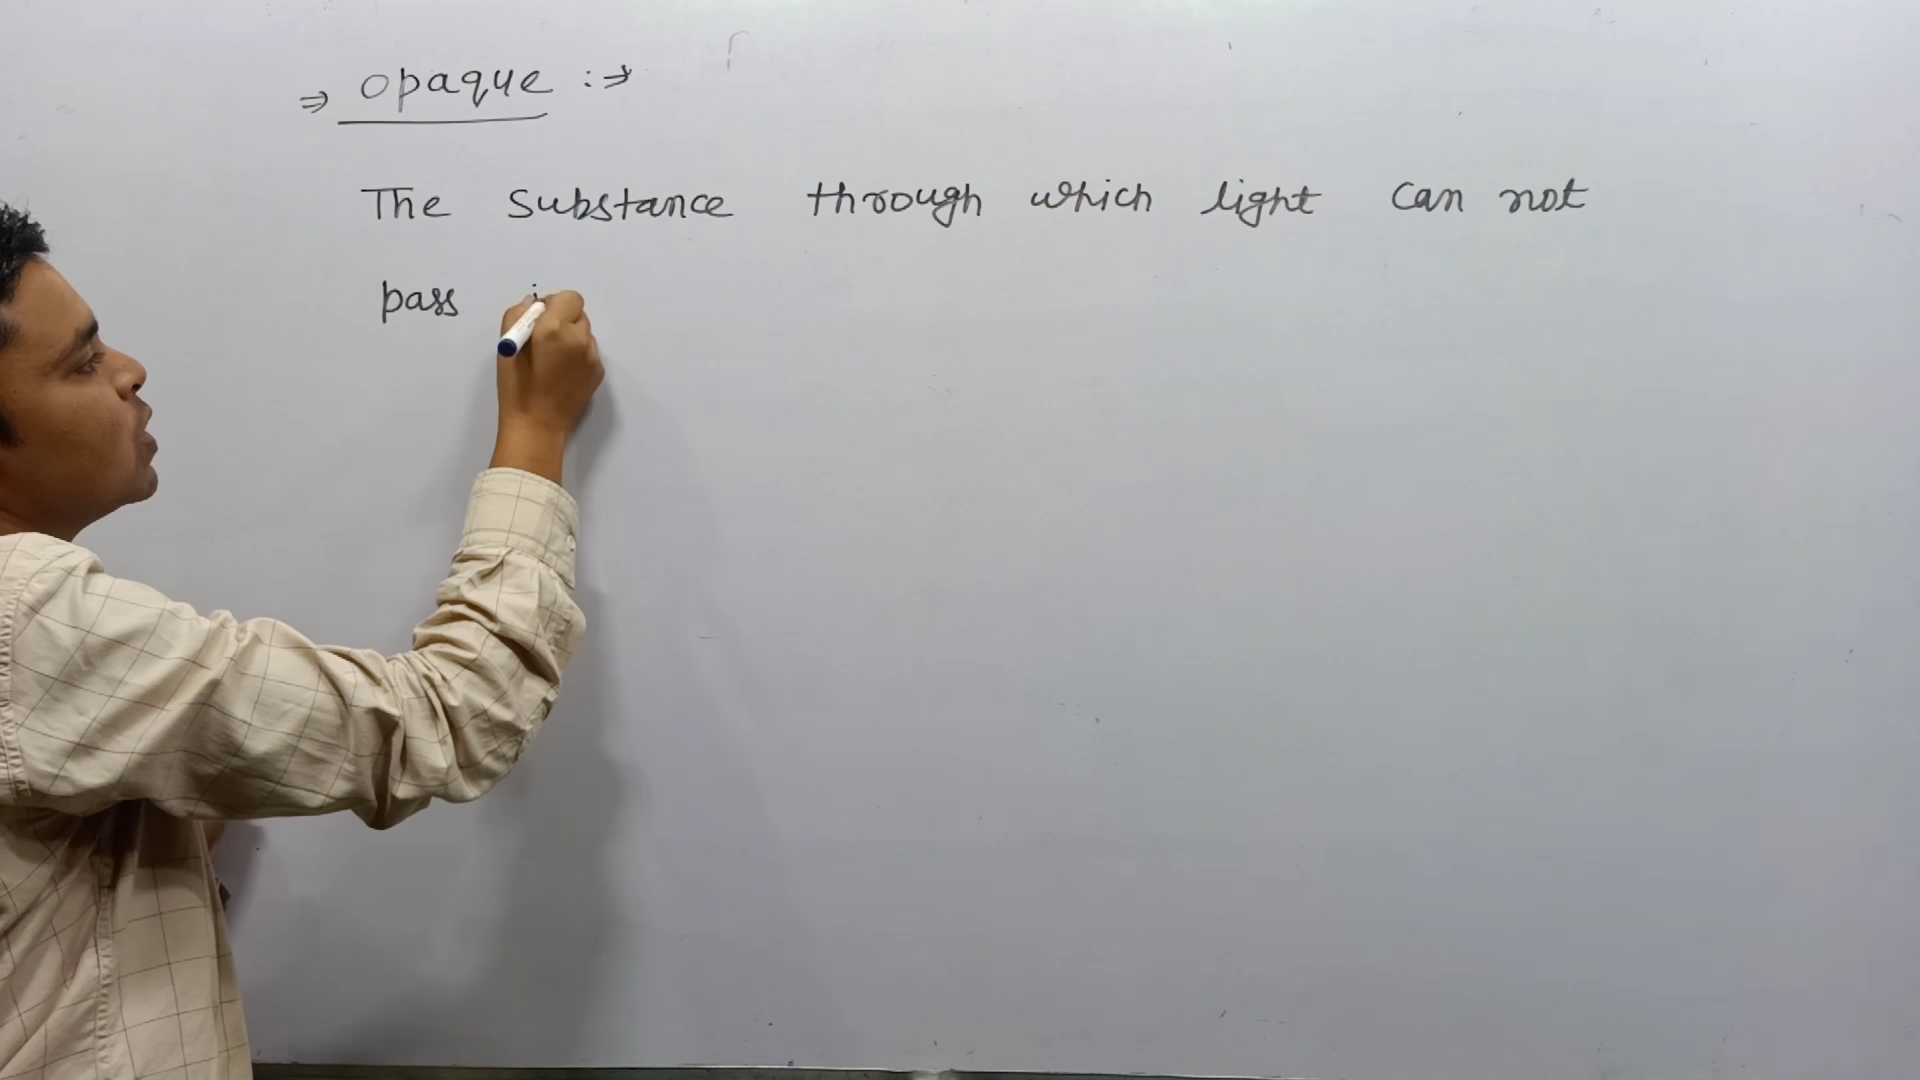 ⇒ opaque :⇒
The substance through which light can not
pass